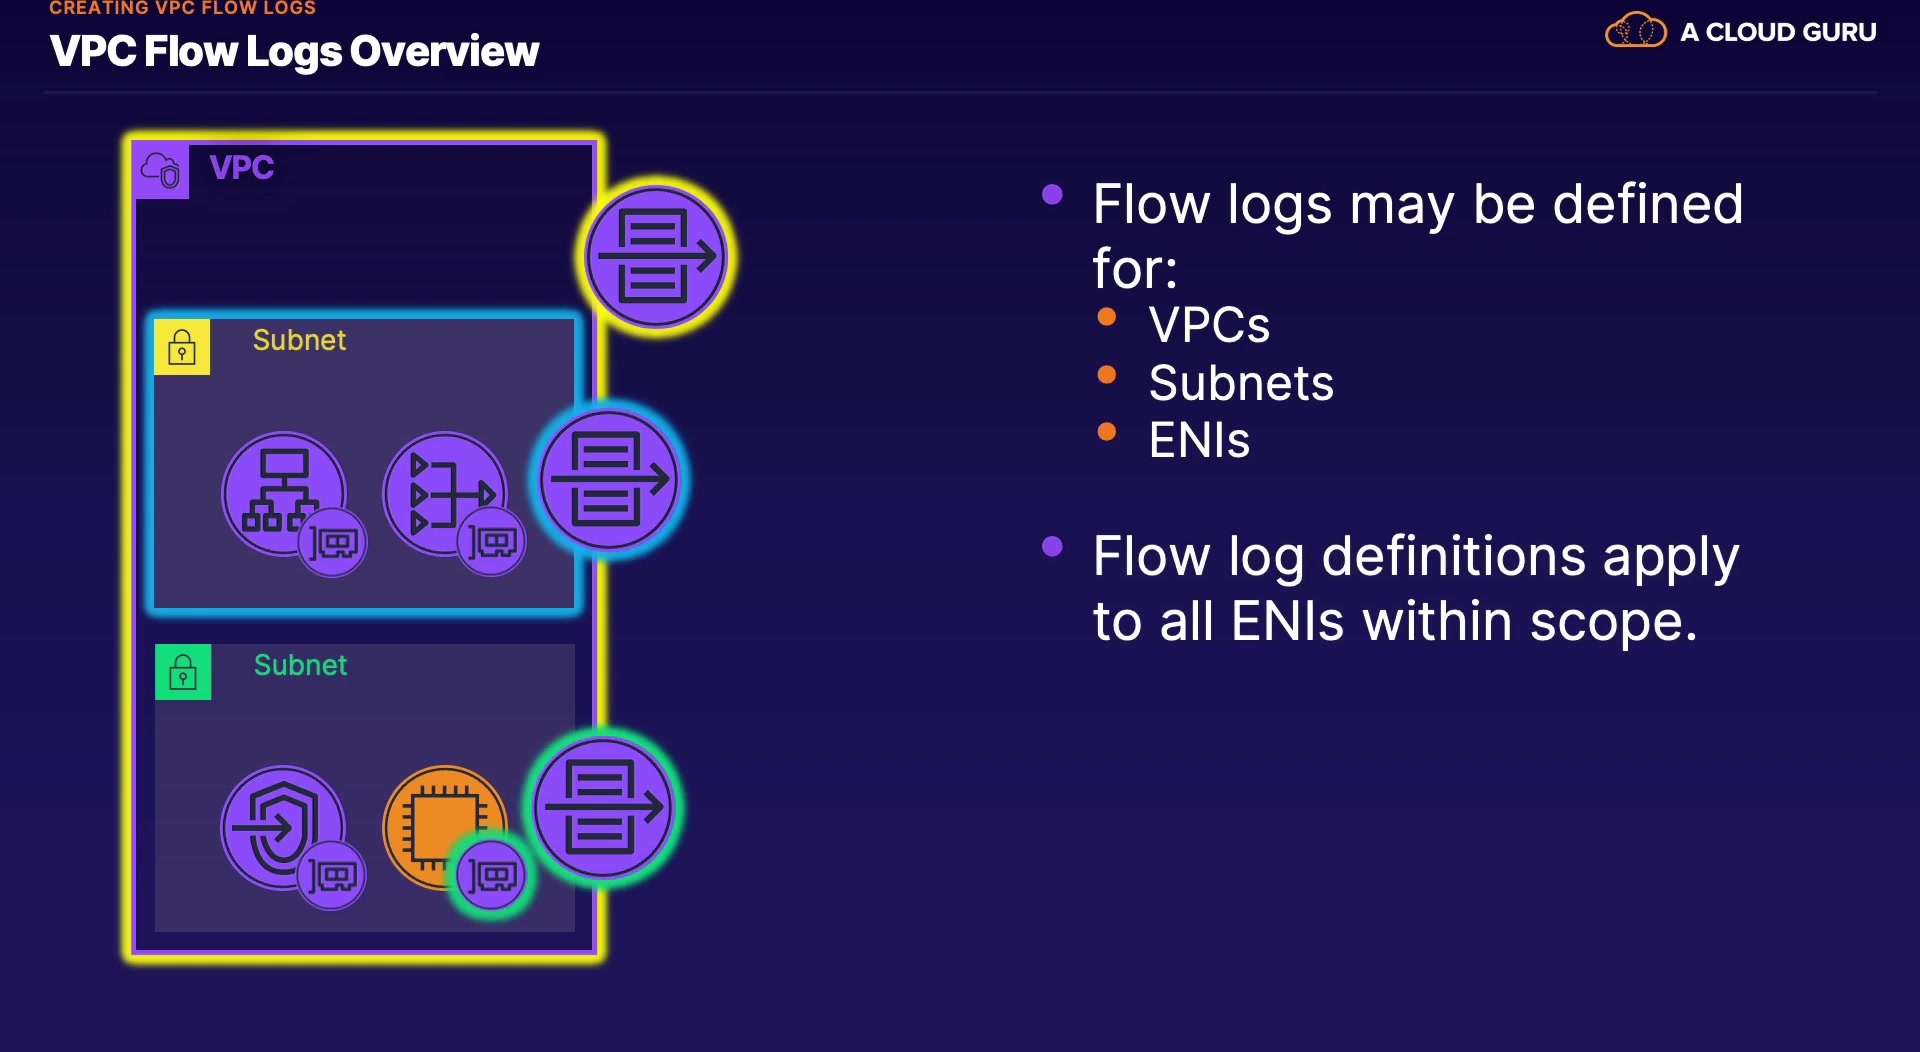 CREATING VPC FLOW LOGS
VPC Flow Logs Overview
A CLOUD GURU
VPC
Subnet
Subnet
Flow logs may be defined
for:
VPCs
Subnets
ENIs
Flow log definitions apply
to all ENIs within scope.